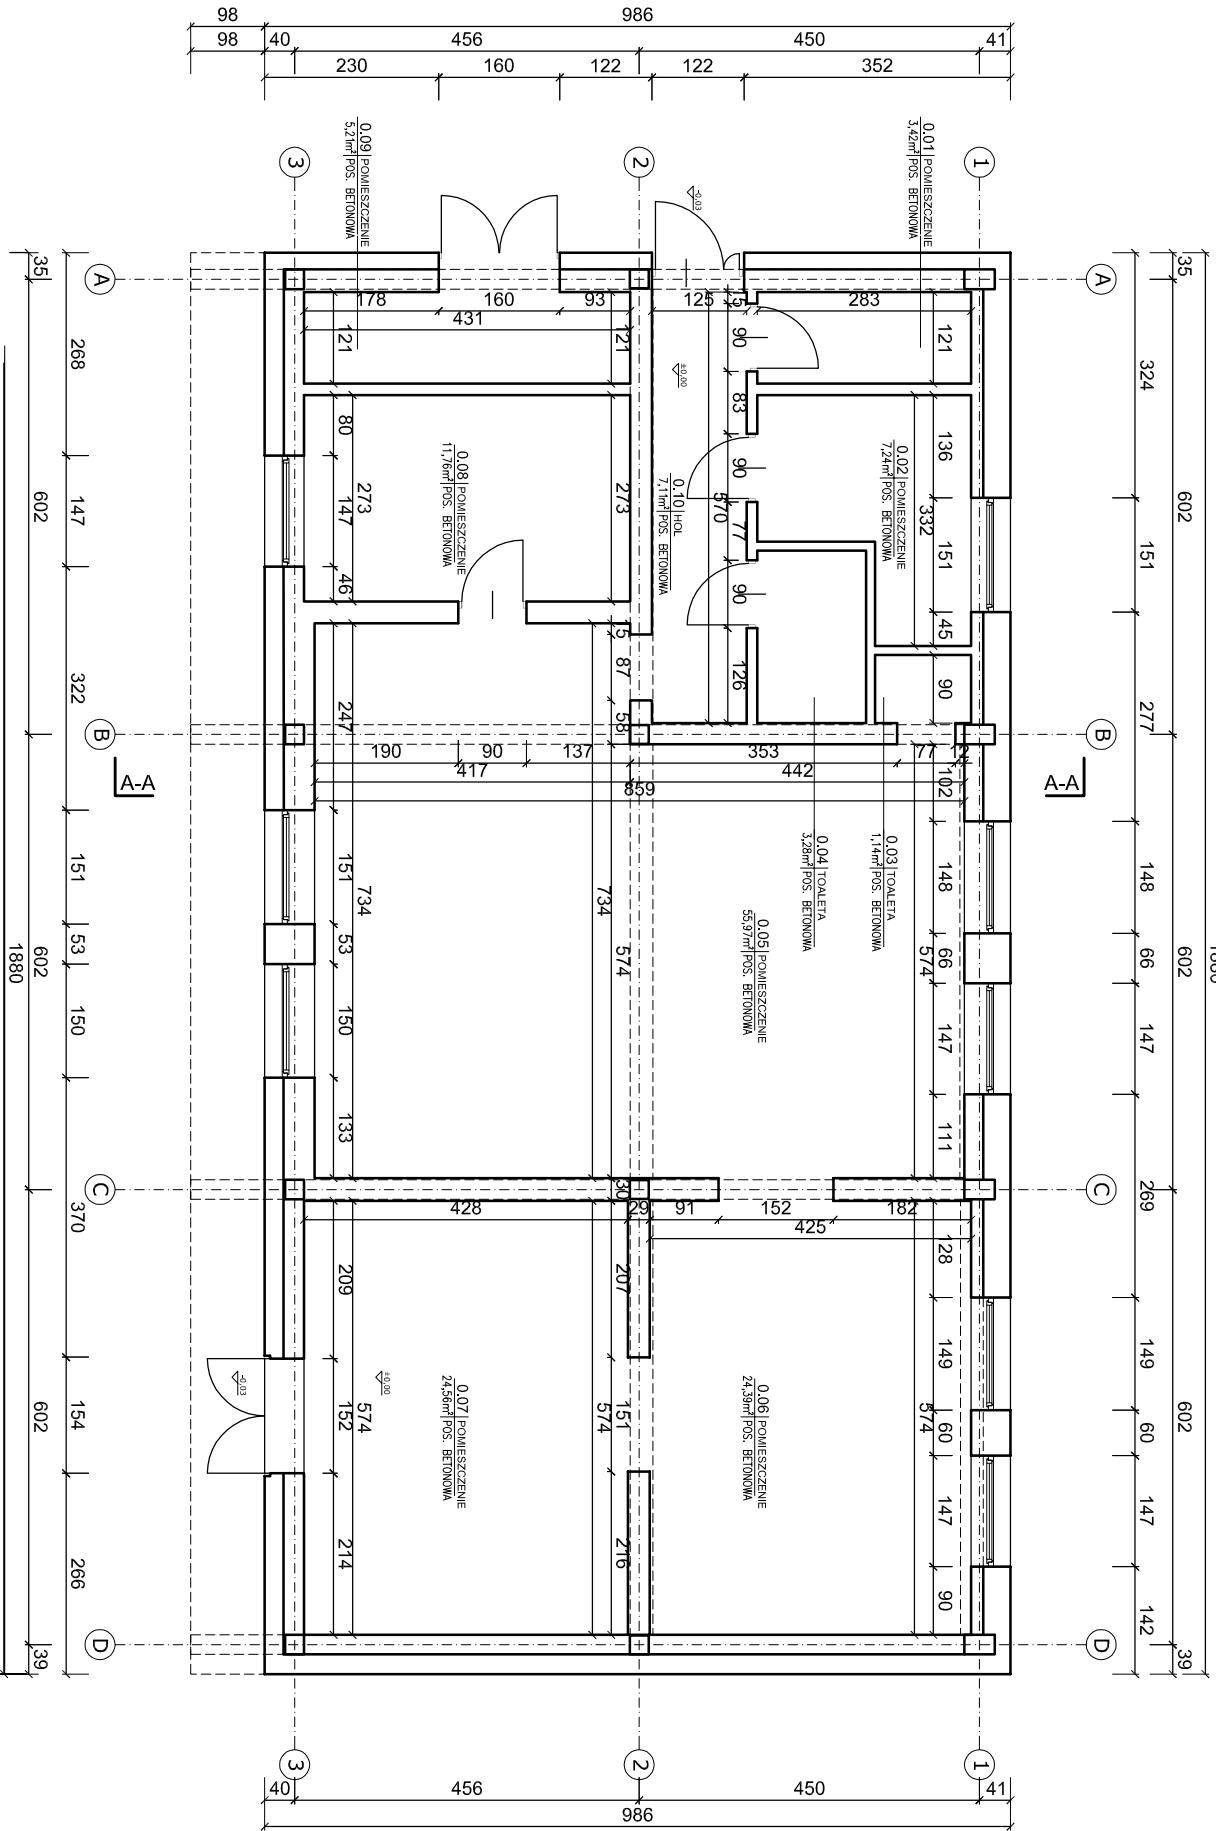 98 986
98 40 456 450 41
230 160 122 122 352
0.09 POMIESZCZENIE
5,21m² POS. BETONOWA
0.01 POMIESZCZENIE
3,42m² POS. BETONOWA
3 2 1
-0.03
A A
35 35
178 160 93 125 5 283
431
121 121 90 121
±0.00
268 324
80 83 136
0.08 POMIESZCZENIE
11,76m² POS. BETONOWA
0.02 POMIESZCZENIE
7,24m² POS. BETONOWA
0.10 HOL
7,11m² POS. BETONOWA
273 273 90 570 332
602 147 147 77 151 151 602
46 90 45
5
87 126 90
322 247 58 277
B B
190 90 137 353 77 12
417 442
859
A-A A-A
102
0.04 TOALETA
3,28m² POS. BETONOWA
0.03 TOALETA
1,14m² POS. BETONOWA
151 151 148 148
734 734
0.05 POMIESZCZENIE
55,97m² POS. BETONOWA
53 53 574 574 66 66
602 602
1880 1880
150 150 147 147
133 111
C C
30
370 269
428 29 91 152 182
425
209 207 128
149 149
-0.03
±0.00
0.07 POMIESZCZENIE
24,56m² POS. BETONOWA
0.06 POMIESZCZENIE
24,39m² POS. BETONOWA
602 154 152 574 574 151 574 60 60 602
147 147
266 214 216 90 142
D D
39 39
3 2 1
40 456 450 41
986